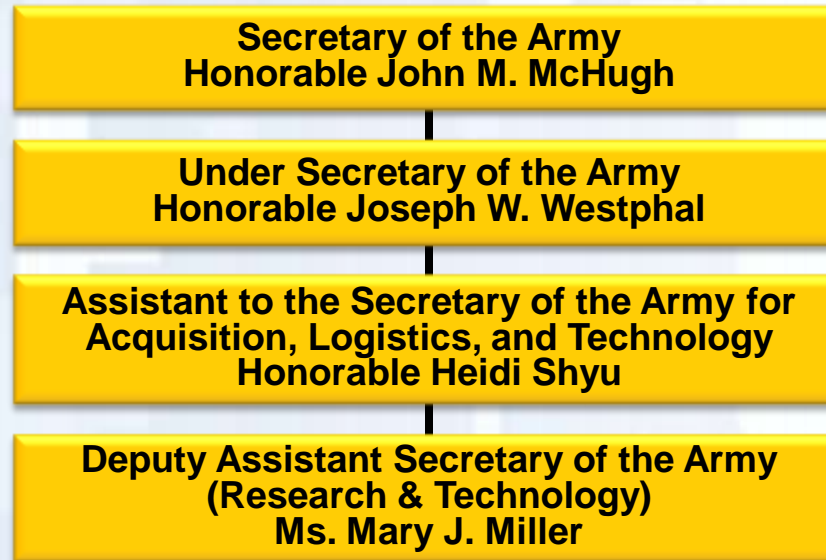 Secretary of the Army
Honorable John M. McHugh
Under Secretary of the Army
Honorable Joseph W. Westphal
Assistant to the Secretary of the Army for
Acquisition, Logistics, and Technology
Honorable Heidi Shyu
Deputy Assistant Secretary of the Army
(Research & Technology)
Ms. Mary J. Miller